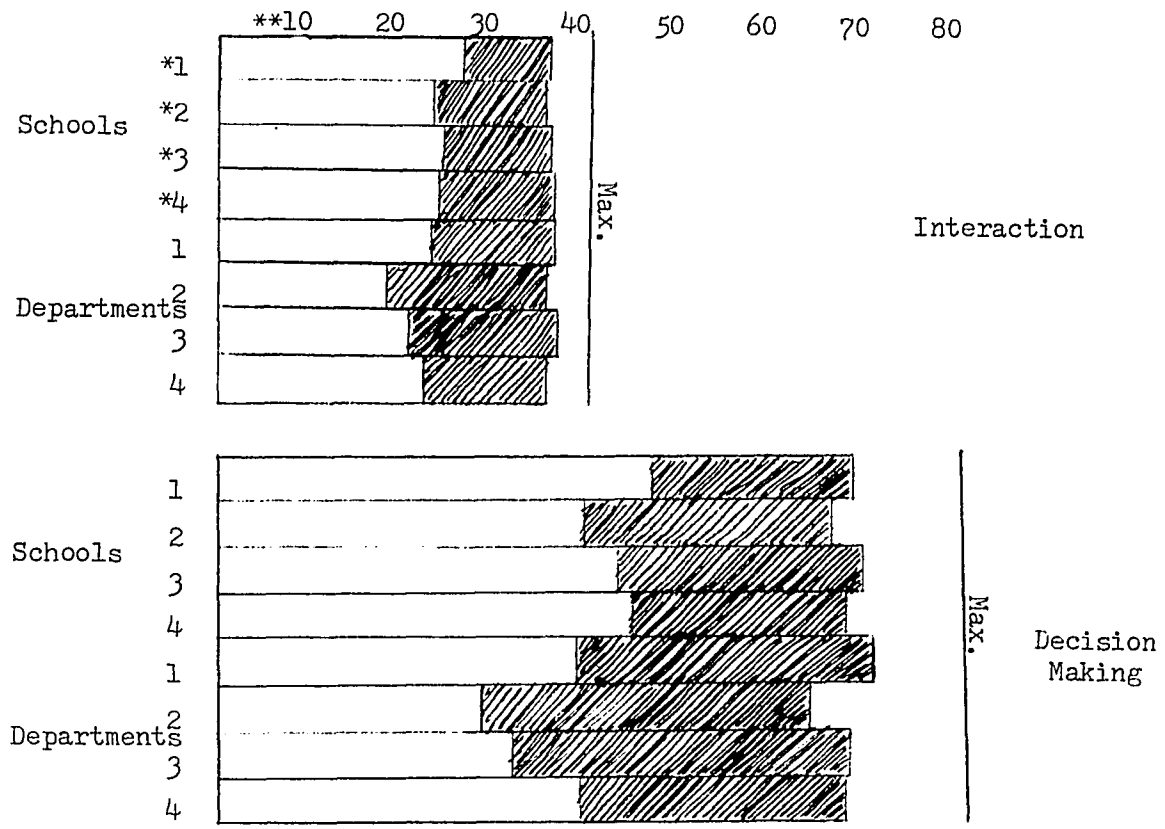 **10 20 30 40 50 60 70 80
*1
*2
Schools
*3
*4
Max.
1
Interaction
2
Departments
3
4
1
2
Schools
3
4
Max.
1
Decision
Making
2
Departments
3
4